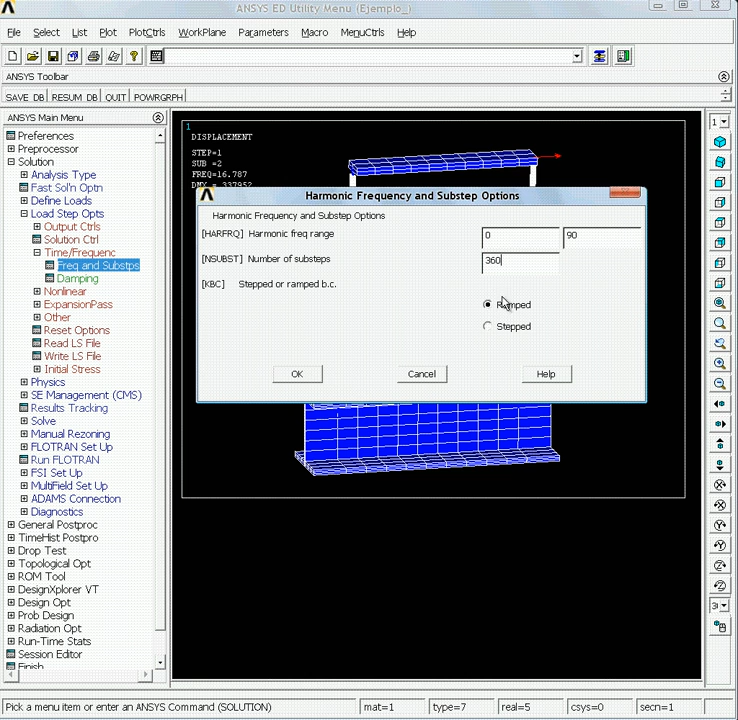 ANSYS ED Utility Menu (Ejemplo_)
File Select List Plot PlotCtrls WorkPlane Parameters Macro MenuCtrls Help
ANSYS Toolbar
SAVE_DB RESUM_DB QUIT POWRGRPH
ANSYS Main Menu
Preferences
Preprocessor
Solution
Analysis Type
Fast Sol'n Optn
Define Loads
Load Step Opts
Output Ctrls
Solution Ctrl
Time/Frequenc
Freq and Substps
Damping
Nonlinear
ExpansionPass
Other
Reset Options
Read LS File
Write LS File
Initial Stress
Physics
SE Management (CMS)
Results Tracking
Solve
Manual Rezoning
FLOTRAN Set Up
Run FLOTRAN
FSI Set Up
MultiField Set Up
ADAMS Connection
Diagnostics
General Postproc
TimeHist Postpro
Drop Test
Topological Opt
ROM Tool
DesignXplorer VT
Design Opt
Prob Design
Radiation Opt
Run-Time Stats
Session Editor
Finish
1
DISPLACEMENT
STEP=1
SUB =2
FREQ=16.787
Harmonic Frequency and Substep Options
Harmonic Frequency and Substep Options
[HARFRQ] Harmonic freq range 0 90
[NSUBST] Number of substeps 360
[KBC] Stepped or ramped b.c.
Ramped
Stepped
OK Cancel Help
1
Pick a menu item or enter an ANSYS Command (SOLUTION) mat=1 type=7 real=5 csys=0 secn=1